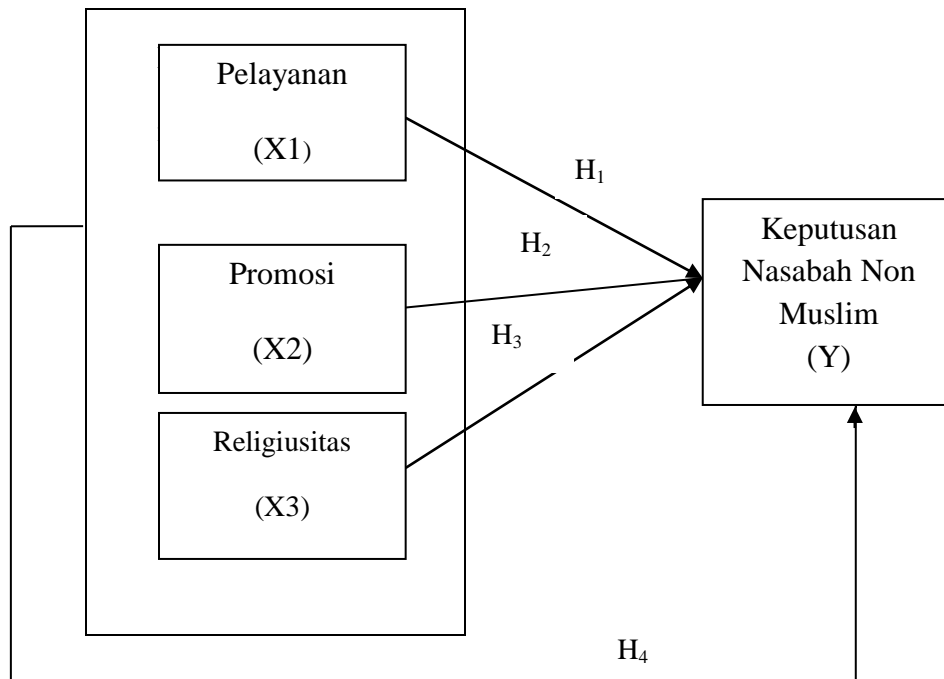 Pelayanan
(X1)
H₁
Keputusan
Nasabah Non
Muslim
(Y)
H₂
Promosi
(X2)
H₃
Religiusitas
(X3)
H₄